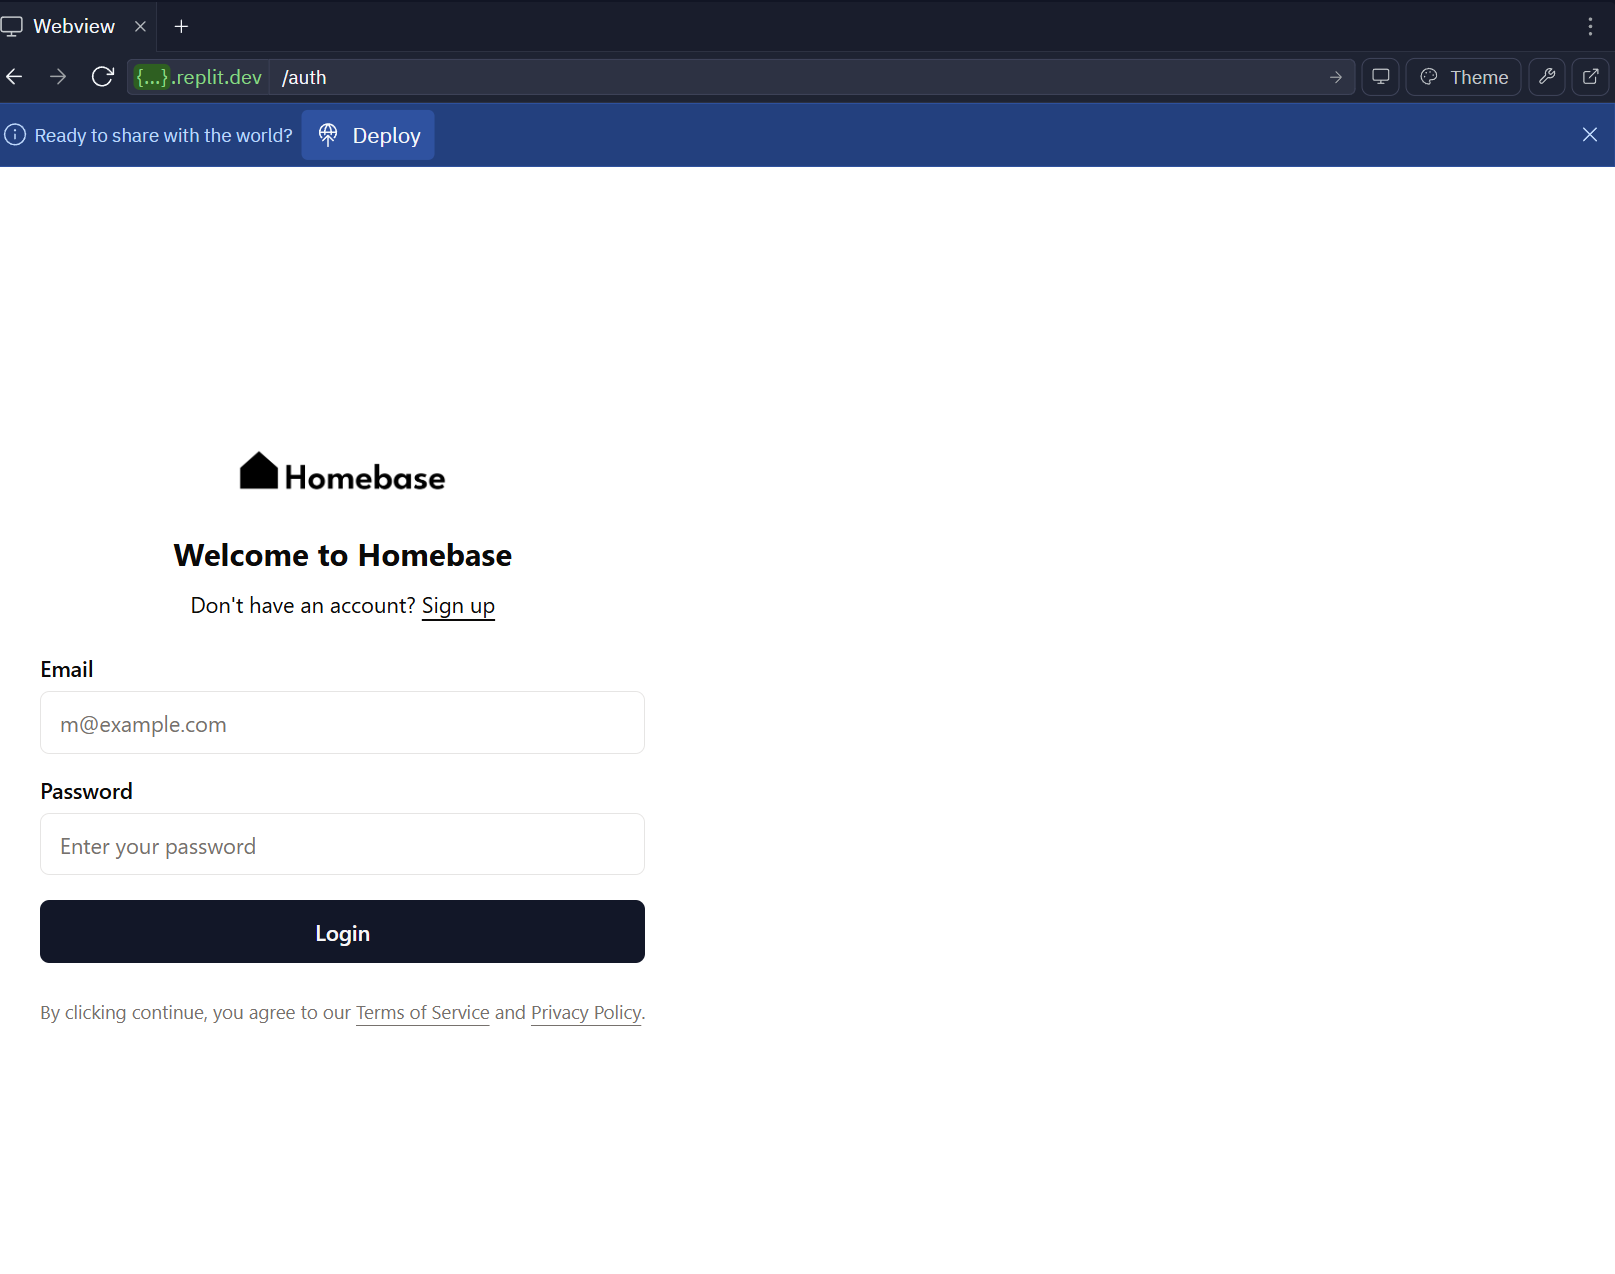 Webview
{...}.replit.dev /auth
Theme
Ready to share with the world? Deploy
Homebase
Welcome to Homebase
Don't have an account? Sign up
Email
m@example.com
Password
Enter your password
Login
By clicking continue, you agree to our Terms of Service and Privacy Policy.